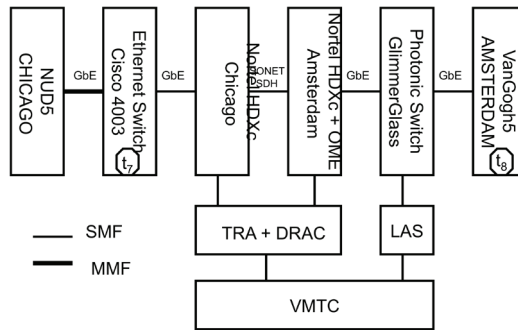 NUD5
CHICAGO
GbE
Ethernet Switch
Cisco 4003
t7
GbE
Nortel HDXc
Chicago
SONET
SDH
Nortel HDXc + OME
Amsterdam
GbE
Photonic Switch
GlimmerGlass
GbE
VanGogh5
AMSTERDAM
t8
SMF
MMF
TRA + DRAC
LAS
VMTC